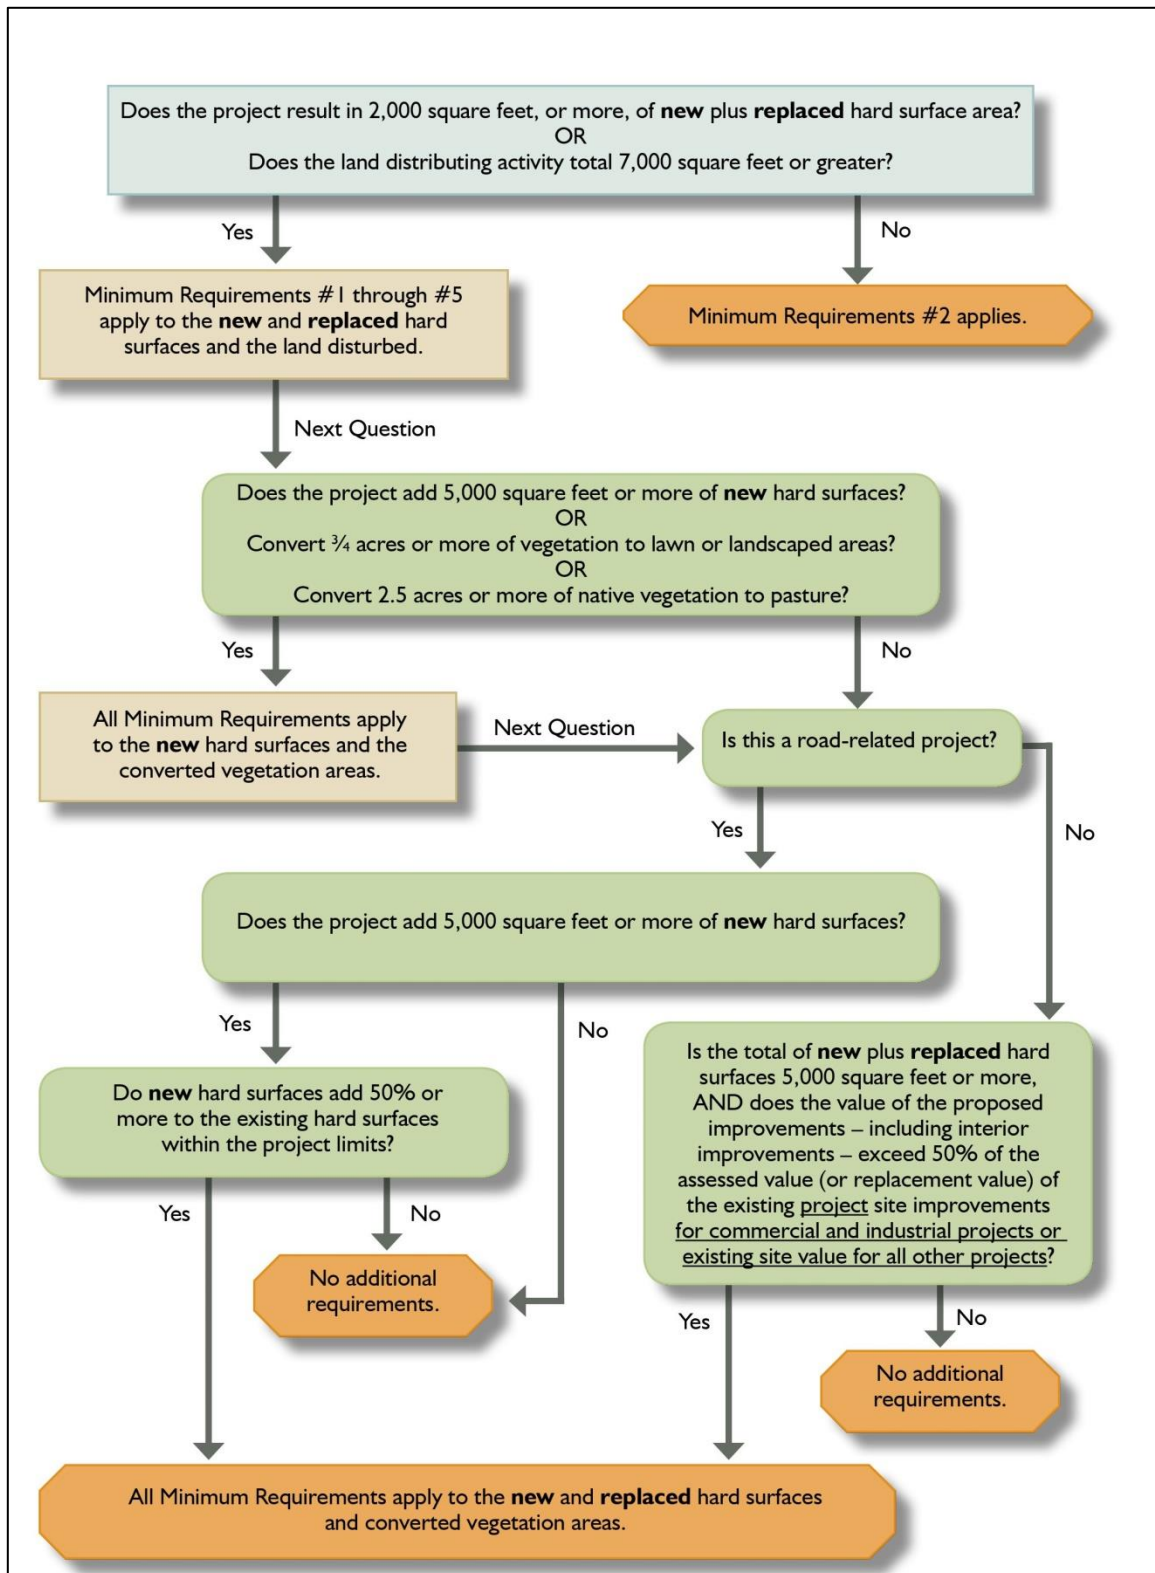 Does the project result in 2,000 square feet, or more, of new plus replaced hard surface area?
OR
Does the land distributing activity total 7,000 square feet or greater?
Yes
No
Minimum Requirements #1 through #5
apply to the new and replaced hard
surfaces and the land disturbed.
Minimum Requirements #2 applies.
Next Question
Does the project add 5,000 square feet or more of new hard surfaces?
OR
Convert ¾ acres or more of vegetation to lawn or landscaped areas?
OR
Convert 2.5 acres or more of native vegetation to pasture?
Yes
No
All Minimum Requirements apply
to the new hard surfaces and the
converted vegetation areas.
Next Question
Is this a road-related project?
Yes
No
Does the project add 5,000 square feet or more of new hard surfaces?
Yes
No
Do new hard surfaces add 50% or
more to the existing hard surfaces
within the project limits?
Is the total of new plus replaced hard
surfaces 5,000 square feet or more,
AND does the value of the proposed
improvements – including interior
improvements – exceed 50% of the
assessed value (or replacement value) of
the existing project site improvements
for commercial and industrial projects or
existing site value for all other projects?
Yes
No
No additional
requirements.
Yes
No
No additional
requirements.
All Minimum Requirements apply to the new and replaced hard surfaces
and converted vegetation areas.